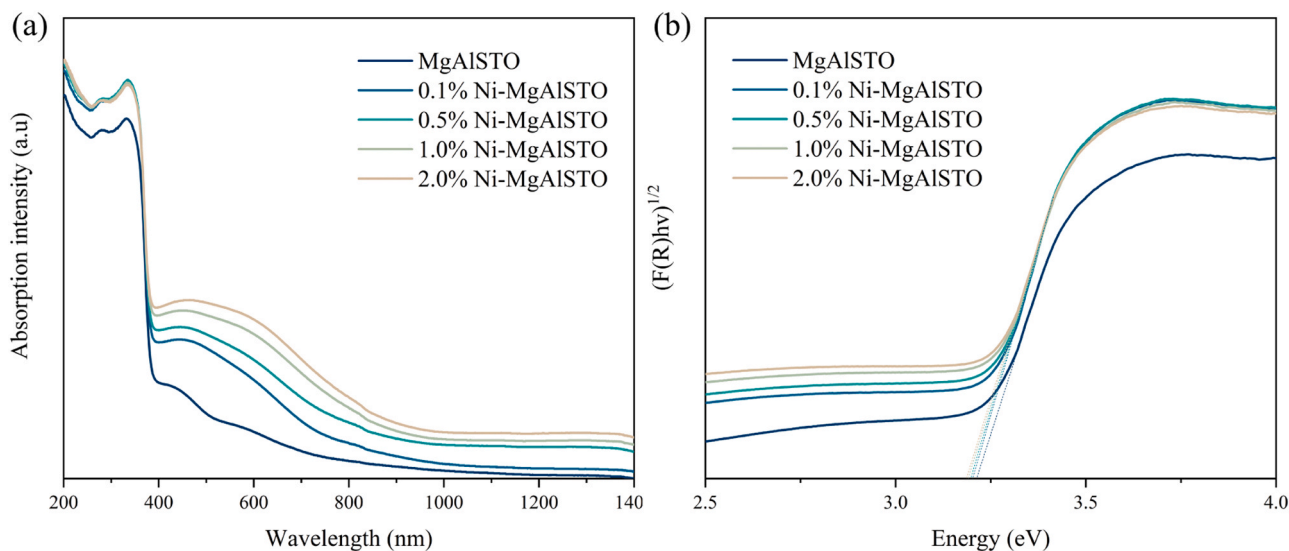 (a)
MgAlSTO
0.1% Ni-MgAlSTO
0.5% Ni-MgAlSTO
1.0% Ni-MgAlSTO
2.0% Ni-MgAlSTO
Absorption intensity (a.u)
200 400 600 800 1000 1200 140
Wavelength (nm)
(b)
MgAlSTO
0.1% Ni-MgAlSTO
0.5% Ni-MgAlSTO
1.0% Ni-MgAlSTO
2.0% Ni-MgAlSTO
(F(R)hv)^1/2
2.5 3.0 3.5 4.0
Energy (eV)